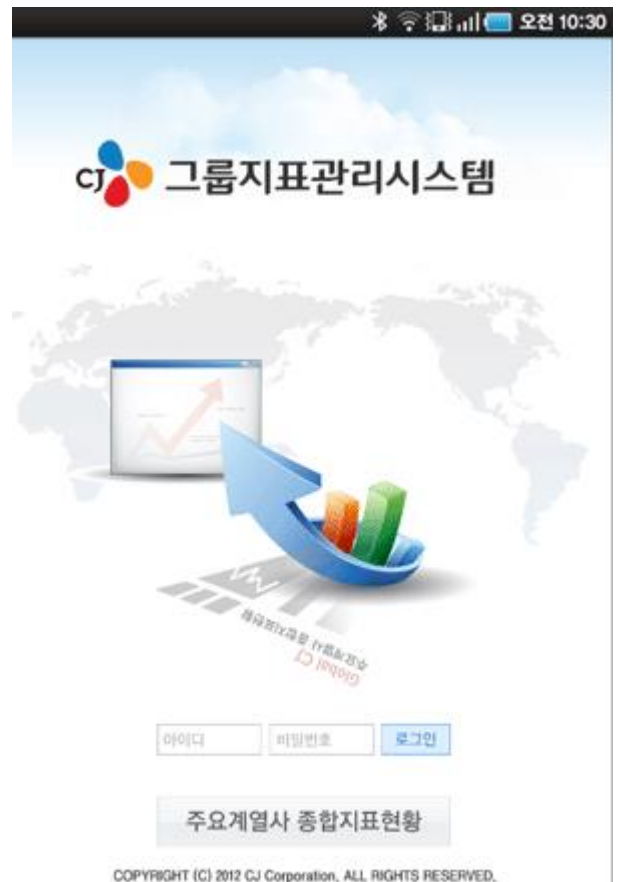 오전 10:30
CJ 그룹지표관리시스템
Global CJ
아이디
비밀번호
로그인
주요계열사 종합지표현황
COPYRIGHT (C) 2012 CJ Corporation. ALL RIGHTS RESERVED.